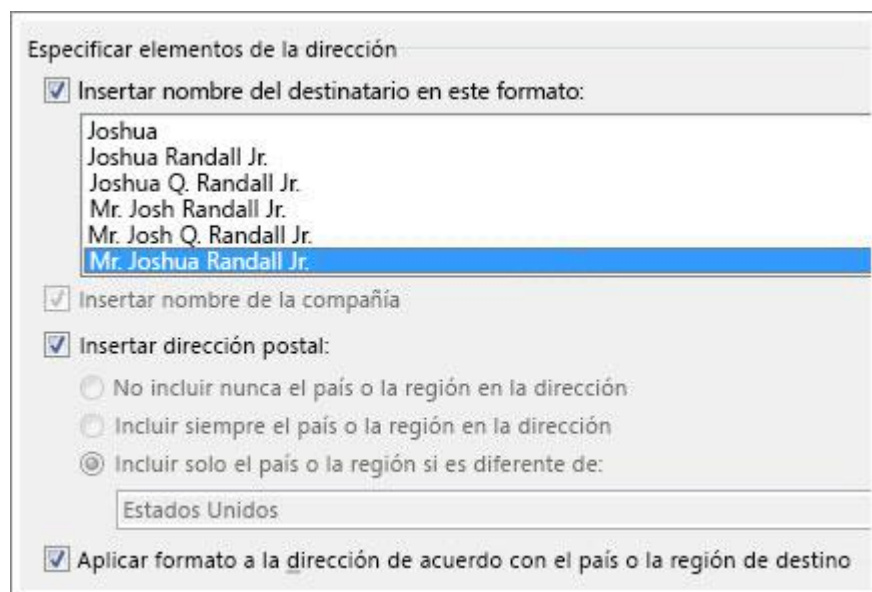 Especificar elementos de la dirección
Insertar nombre del destinatario en este formato:
Joshua
Joshua Randall Jr.
Joshua Q. Randall Jr.
Mr. Josh Randall Jr.
Mr. Josh Q. Randall Jr.
Mr. Joshua Randall Jr.
Insertar nombre de la compañía
Insertar dirección postal:
No incluir nunca el país o la región en la dirección
Incluir siempre el país o la región en la dirección
Incluir solo el país o la región si es diferente de:
Estados Unidos
Aplicar formato a la dirección de acuerdo con el país o la región de destino